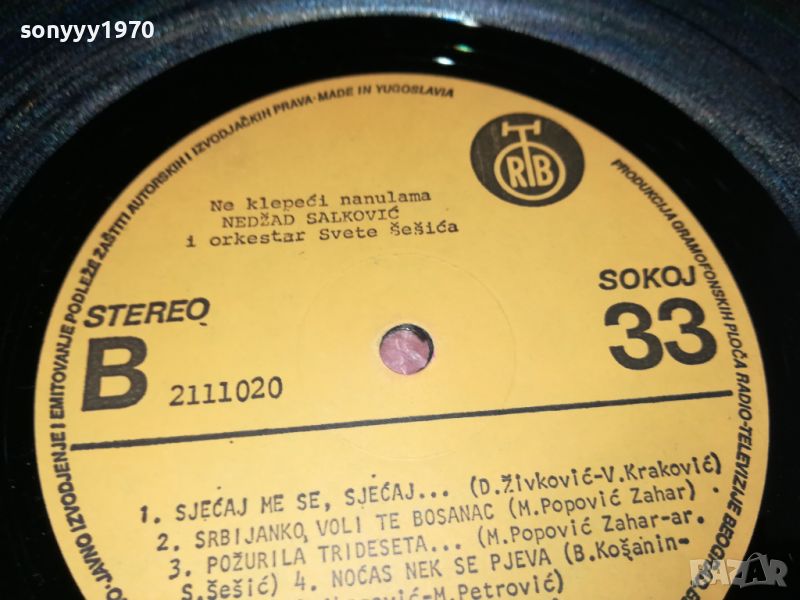 sonyyy1970
JAVNO IZVODJENJE I EMITOVANJE PODLEŽE ZAŠTITI AUTORSKIH I IZVODJAČKIH PRAVA·MADE IN YUGOSLAVIA
PRODUKCIJA GRAMOFONSKIH PLOČA RADIO-TELEVIZIJE BEOGRAD
RTB
Ne klepeći nanulama
NEDŽAD SALKOVIĆ
i orkestar Svete šešića
STEREO
SOKOJ
B
2111020
33
1. SJEĆAJ ME SE, SJEĆAJ... (D.Živković-V.Kraković)
2. SRBIJANKO, VOLI TE BOSANAC (M.Popović Zahar)
3. POŽURILA TRIDESETA... (M.Popović Zahar-ar.
S.šešić) 4. NOĆAS NEK SE PJEVA (B.Košanin-
M.Petrović)
BAZAR